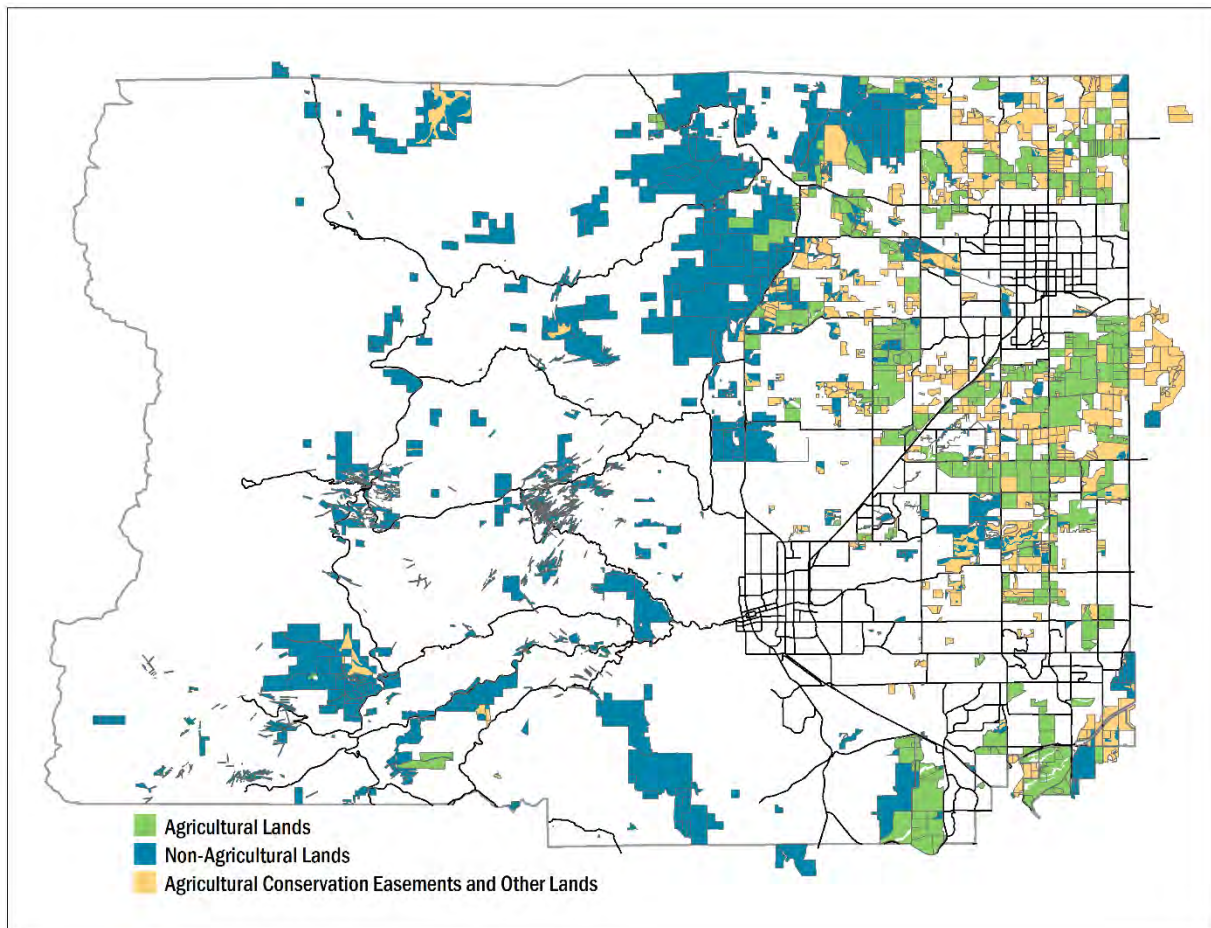 Agricultural Lands
Non-Agricultural Lands
Agricultural Conservation Easements and Other Lands